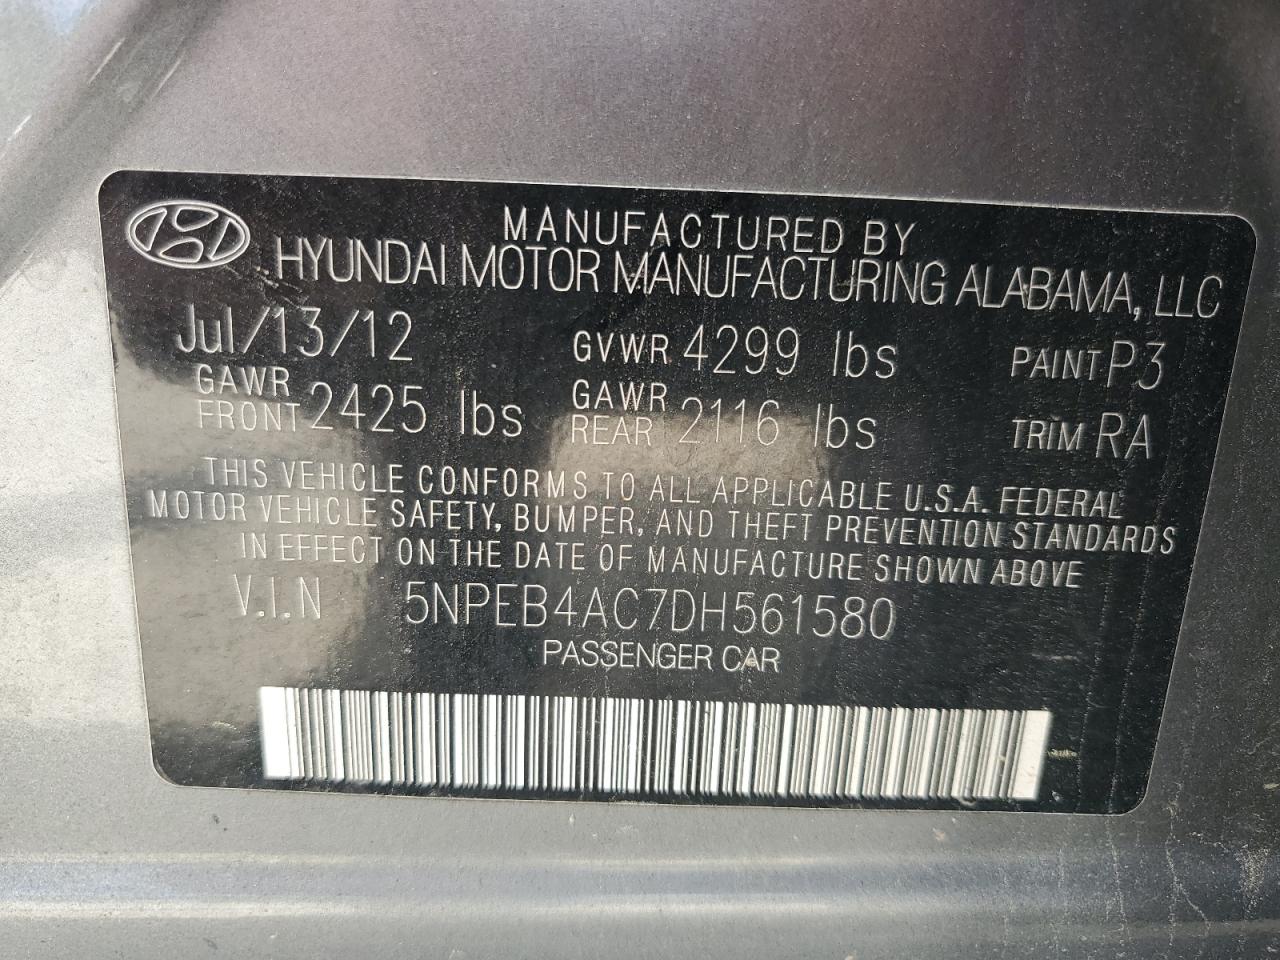 MANUFACTURED BY
HYUNDAI MOTOR MANUFACTURING ALABAMA, LLC
Jul/13/12 GVWR 4299 lbs PAINT P3
GAWR FRONT 2425 lbs GAWR REAR 2116 lbs TRIM RA
THIS VEHICLE CONFORMS TO ALL APPLICABLE U.S.A. FEDERAL
MOTOR VEHICLE SAFETY, BUMPER, AND THEFT PREVENTION STANDARDS
IN EFFECT ON THE DATE OF MANUFACTURE SHOWN ABOVE
V.I.N 5NPEB4AC7DH561580
PASSENGER CAR